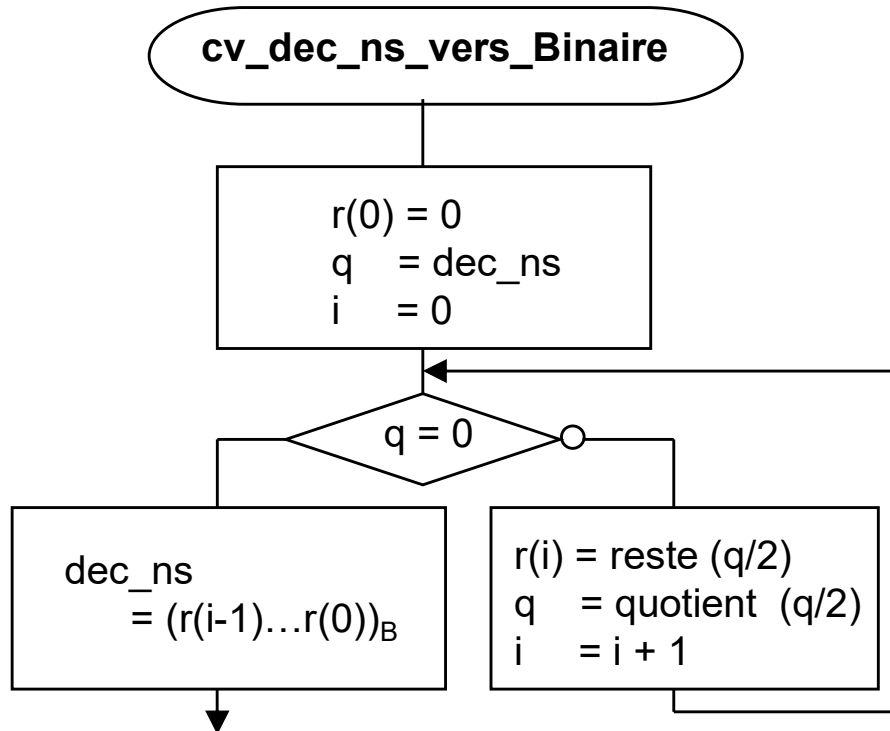 cv_dec_ns_vers_Binaire
r(0) = 0
q = dec_ns
i = 0
q = 0
dec_ns
= (r(i-1)…r(0))B
r(i) = reste (q/2)
q = quotient (q/2)
i = i + 1